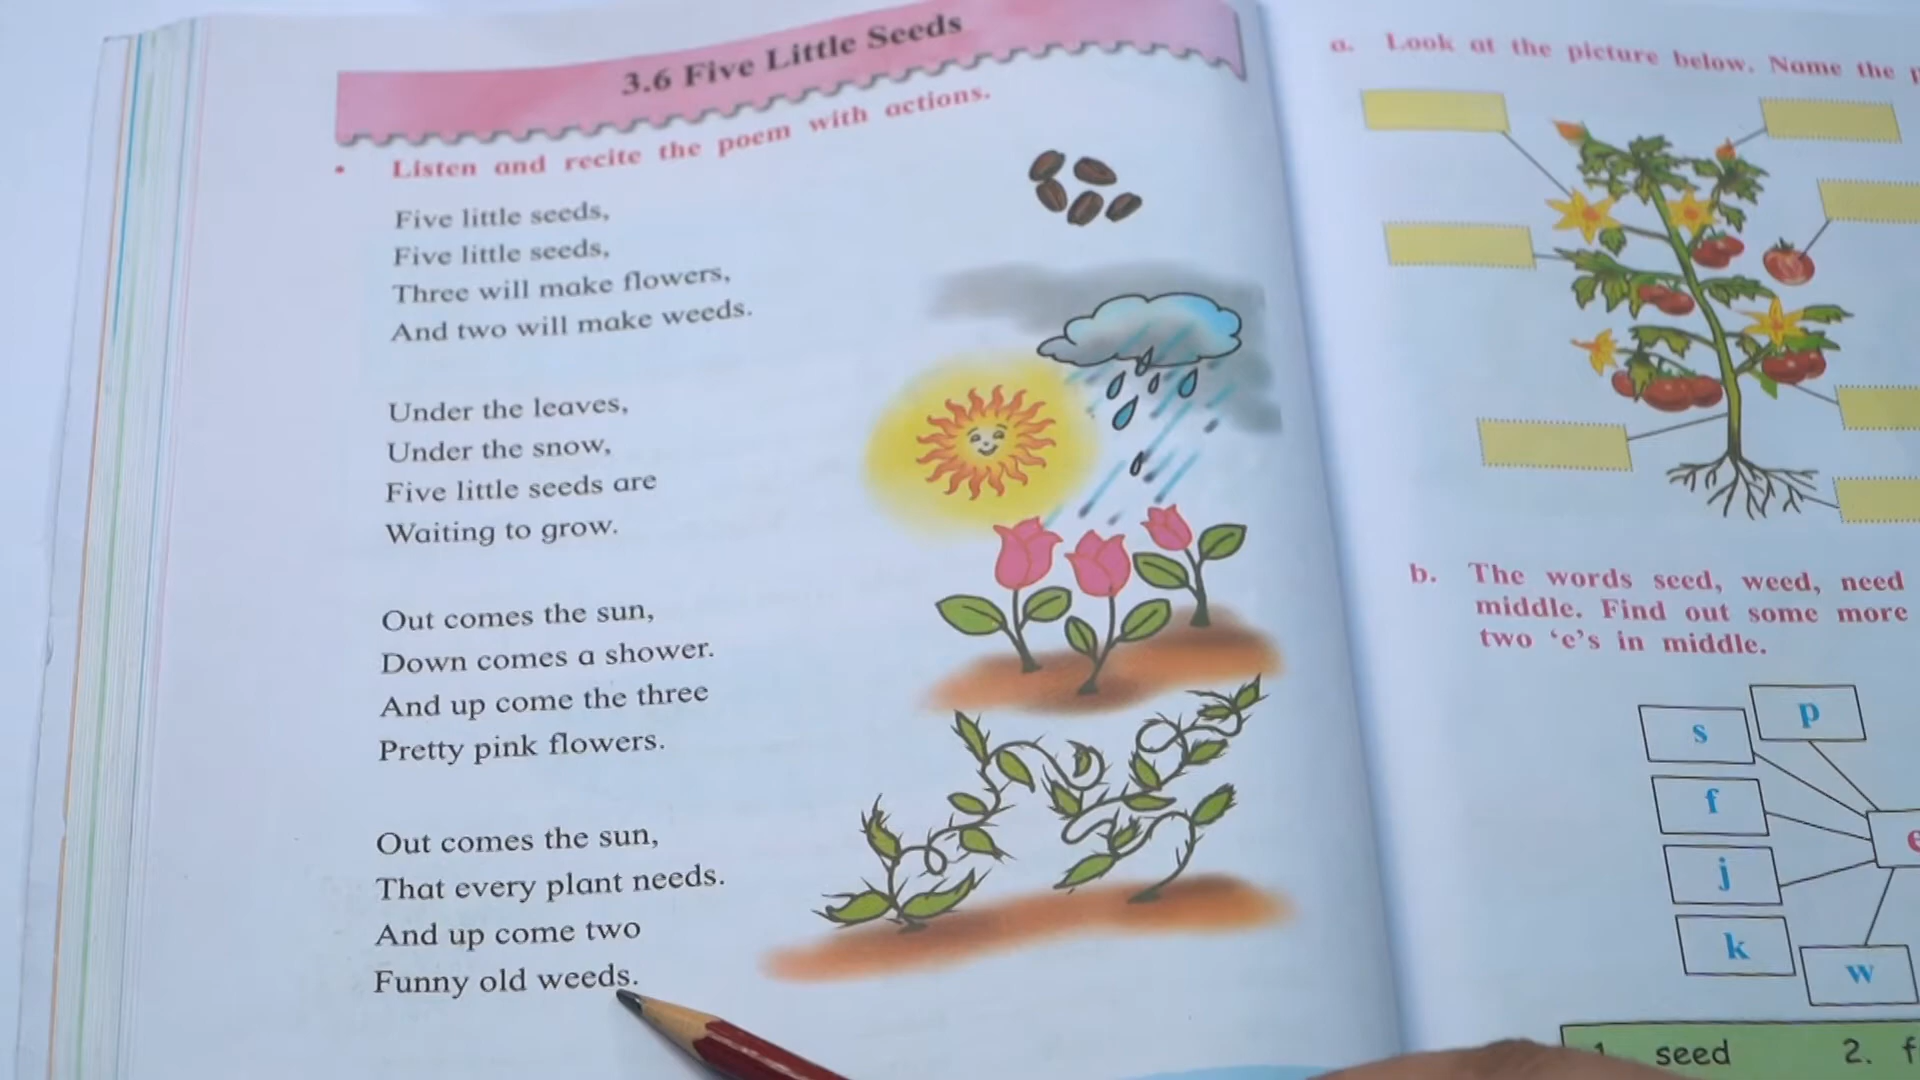 3.6 Five Little Seeds
• Listen and recite the poem with actions.
Five little seeds,
Five little seeds,
Three will make flowers,
And two will make weeds.
Under the leaves,
Under the snow,
Five little seeds are
Waiting to grow.
Out comes the sun,
Down comes a shower.
And up come the three
Pretty pink flowers.
Out comes the sun,
That every plant needs.
And up come two
Funny old weeds.
a. Look at the picture below. Name the
b. The words seed, weed, need
middle. Find out some more
two ‘e’s in middle.
s
p
f
j
k
w
e
1. seed 2. f